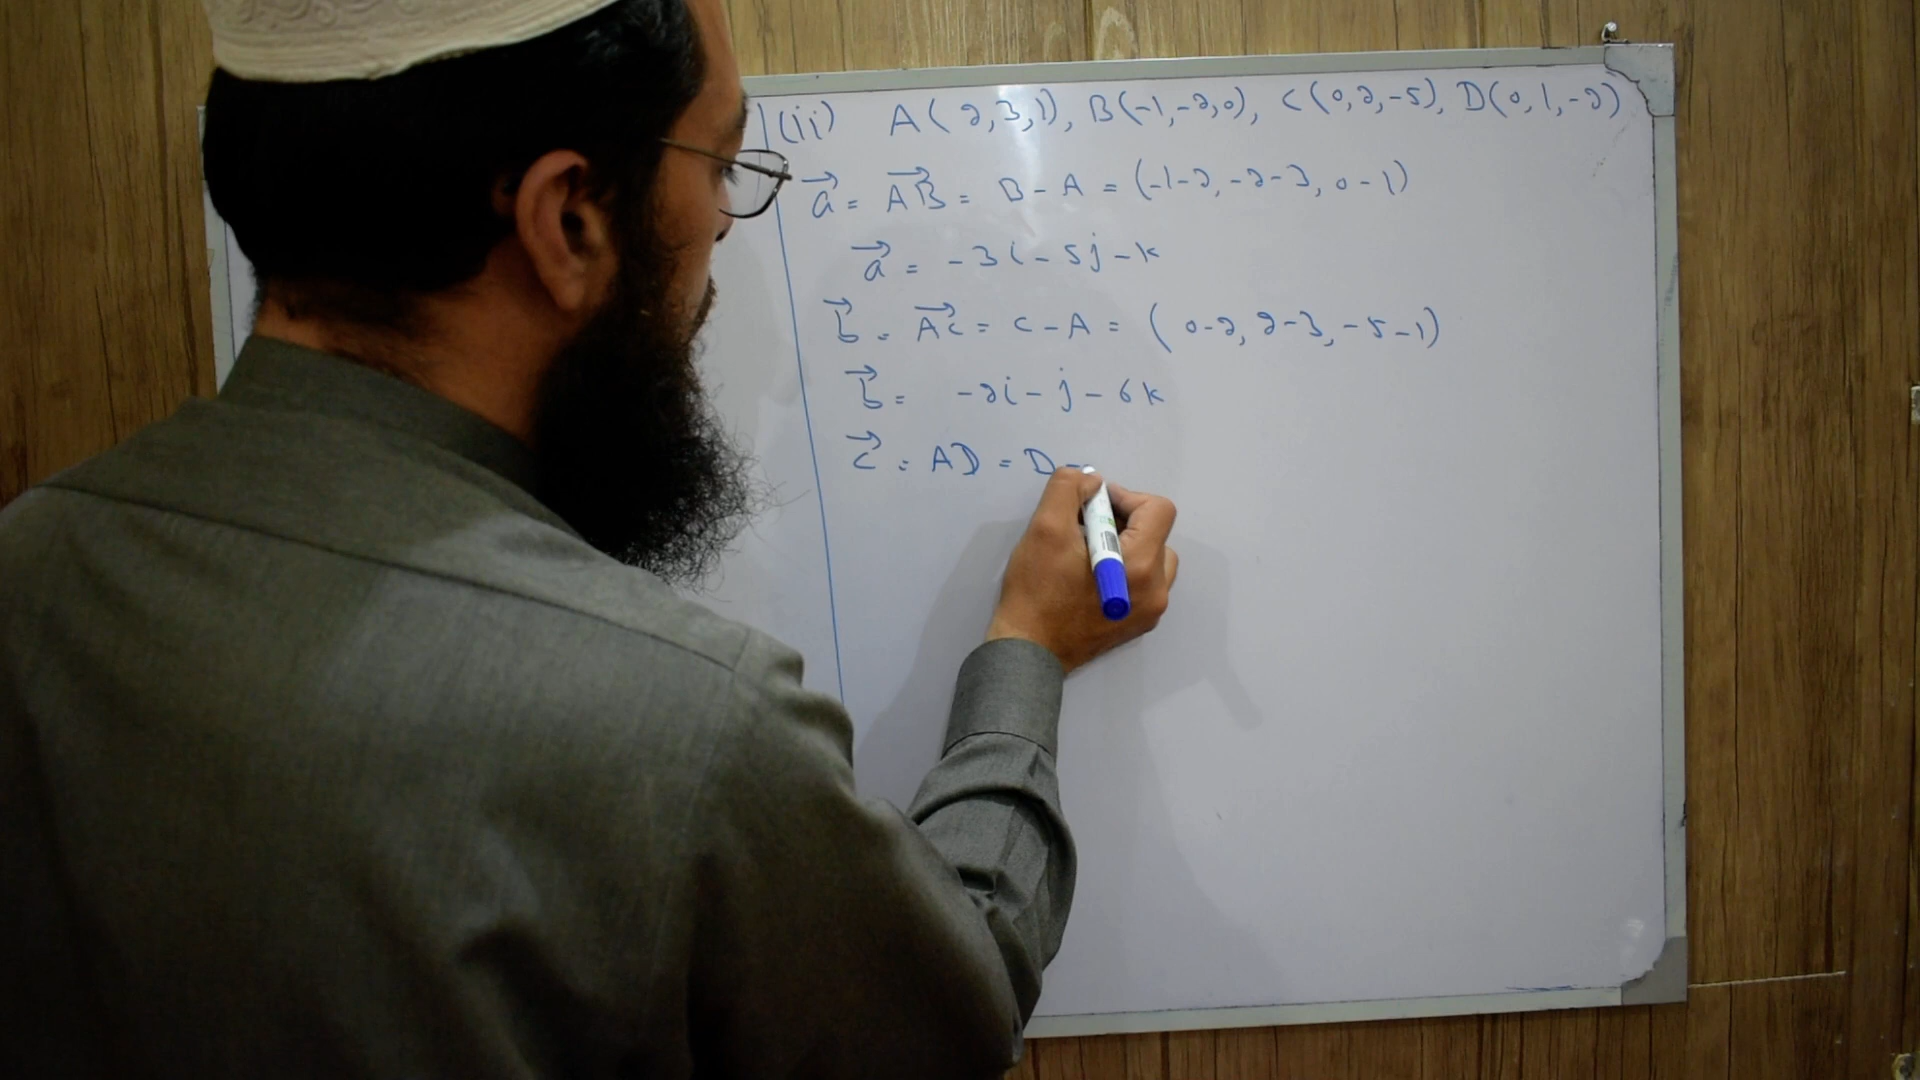 (ii) A(2,3,1), B(-1,-2,0), C(0,2,-5), D(0,1,-2)
a⃗ = AB⃗ = B - A = (-1-2, -2-3, 0-1)
a⃗ = -3i - 5j - k
b⃗ = AC⃗ = C - A = (0-2, 2-3, -5-1)
b⃗ = -2i - j - 6k
c⃗ = AD = D -